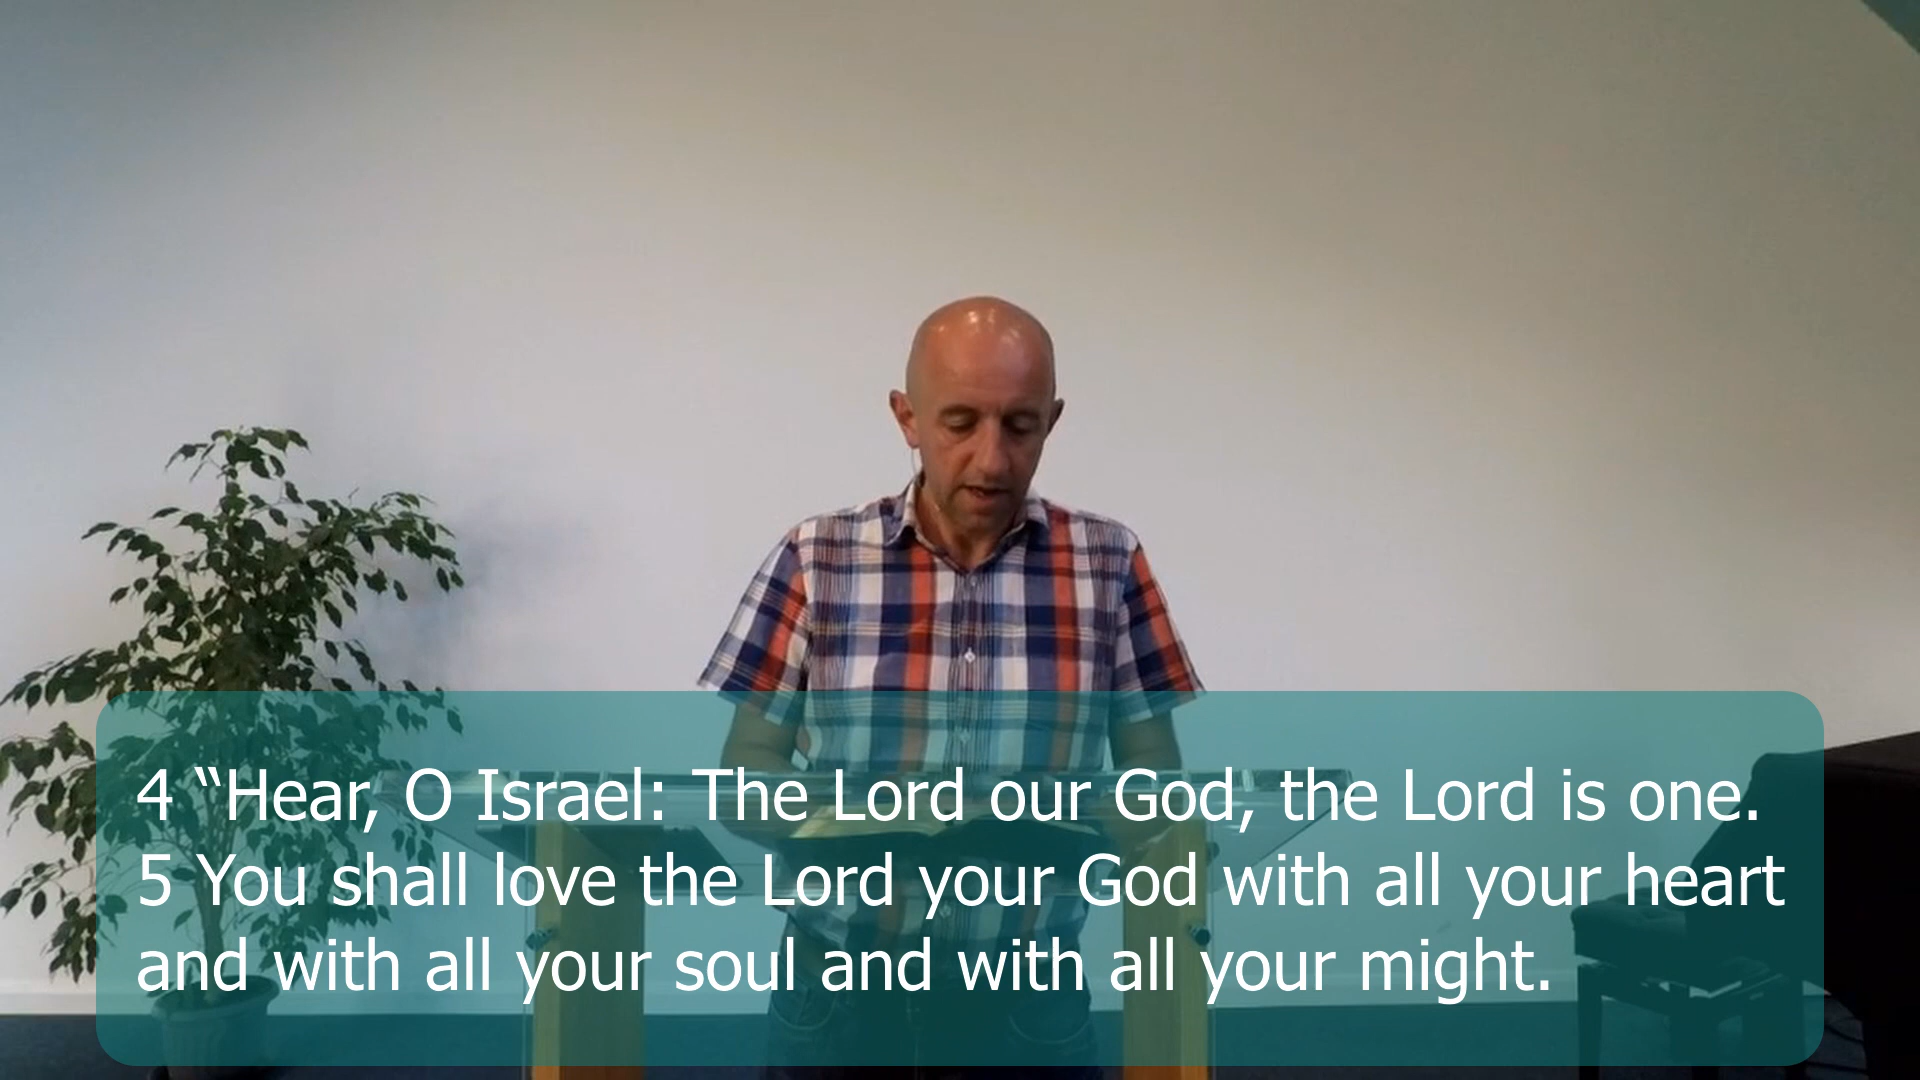 4 “Hear, O Israel: The Lord our God, the Lord is one.
5 You shall love the Lord your God with all your heart
and with all your soul and with all your might.